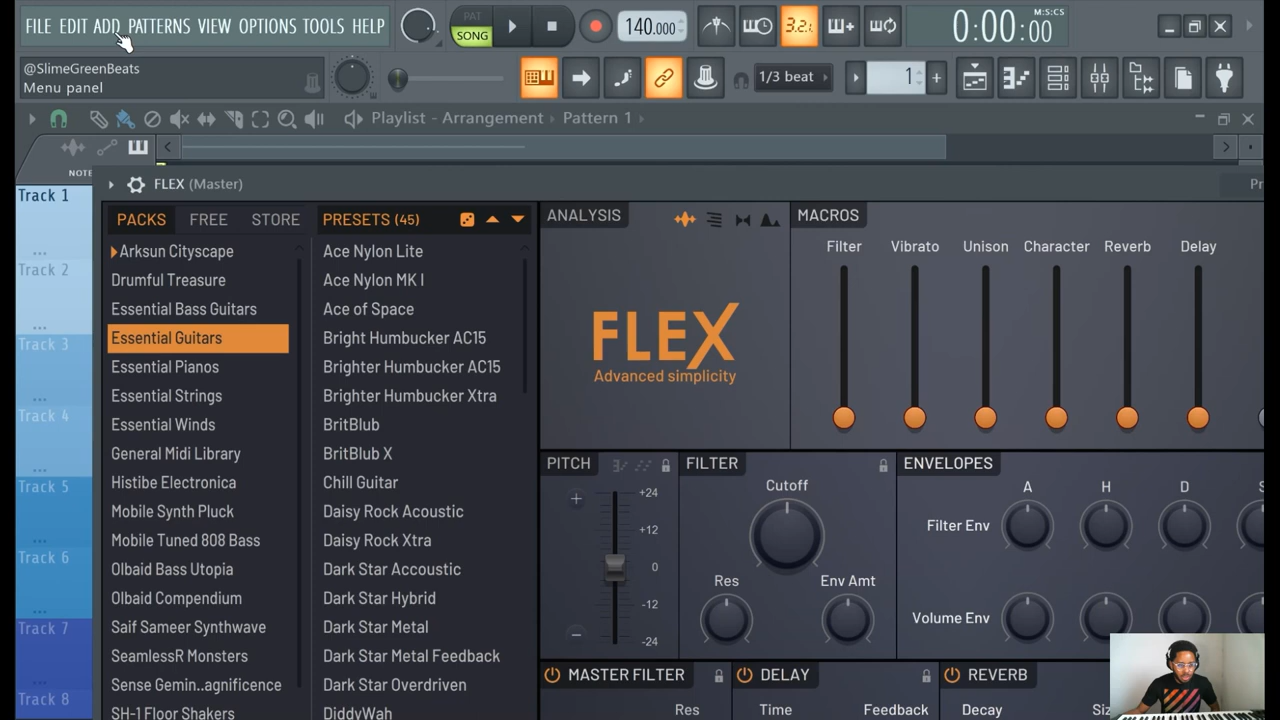 FILE EDIT ADD PATTERNS VIEW OPTIONS TOOLS HELP
PAT
SONG
140.000
3.2.
0:00:00
M:S:CS
@SlimeGreenBeats
Menu panel
1/3 beat
1
Playlist - Arrangement
Pattern 1
NOTE
Track 1
Track 2
Track 3
Track 4
Track 5
Track 6
Track 7
Track 8
FLEX (Master)
Pr
PACKS
FREE
STORE
Arksun Cityscape
Drumful Treasure
Essential Bass Guitars
Essential Guitars
Essential Pianos
Essential Strings
Essential Winds
General Midi Library
Histibe Electronica
Mobile Synth Pluck
Mobile Tuned 808 Bass
Olbaid Bass Utopia
Olbaid Compendium
Saif Sameer Synthwave
SeamlessR Monsters
Sense Gemin..agnificence
SH-1 Floor Shakers
PRESETS (45)
Ace Nylon Lite
Ace Nylon MK I
Ace of Space
Bright Humbucker AC15
Brighter Humbucker AC15
Brighter Humbucker Xtra
BritBlub
BritBlub X
Chill Guitar
Daisy Rock Acoustic
Daisy Rock Xtra
Dark Star Accoustic
Dark Star Hybrid
Dark Star Metal
Dark Star Metal Feedback
Dark Star Overdriven
DiddyWah
ANALYSIS
FLEX
Advanced simplicity
MACROS
Filter
Vibrato
Unison
Character
Reverb
Delay
PITCH
+24
+12
0
-12
-24
FILTER
Cutoff
Res
Env Amt
ENVELOPES
A
H
D
S
Filter Env
Volume Env
MASTER FILTER
Res
DELAY
Time
Feedback
REVERB
Decay
Siz